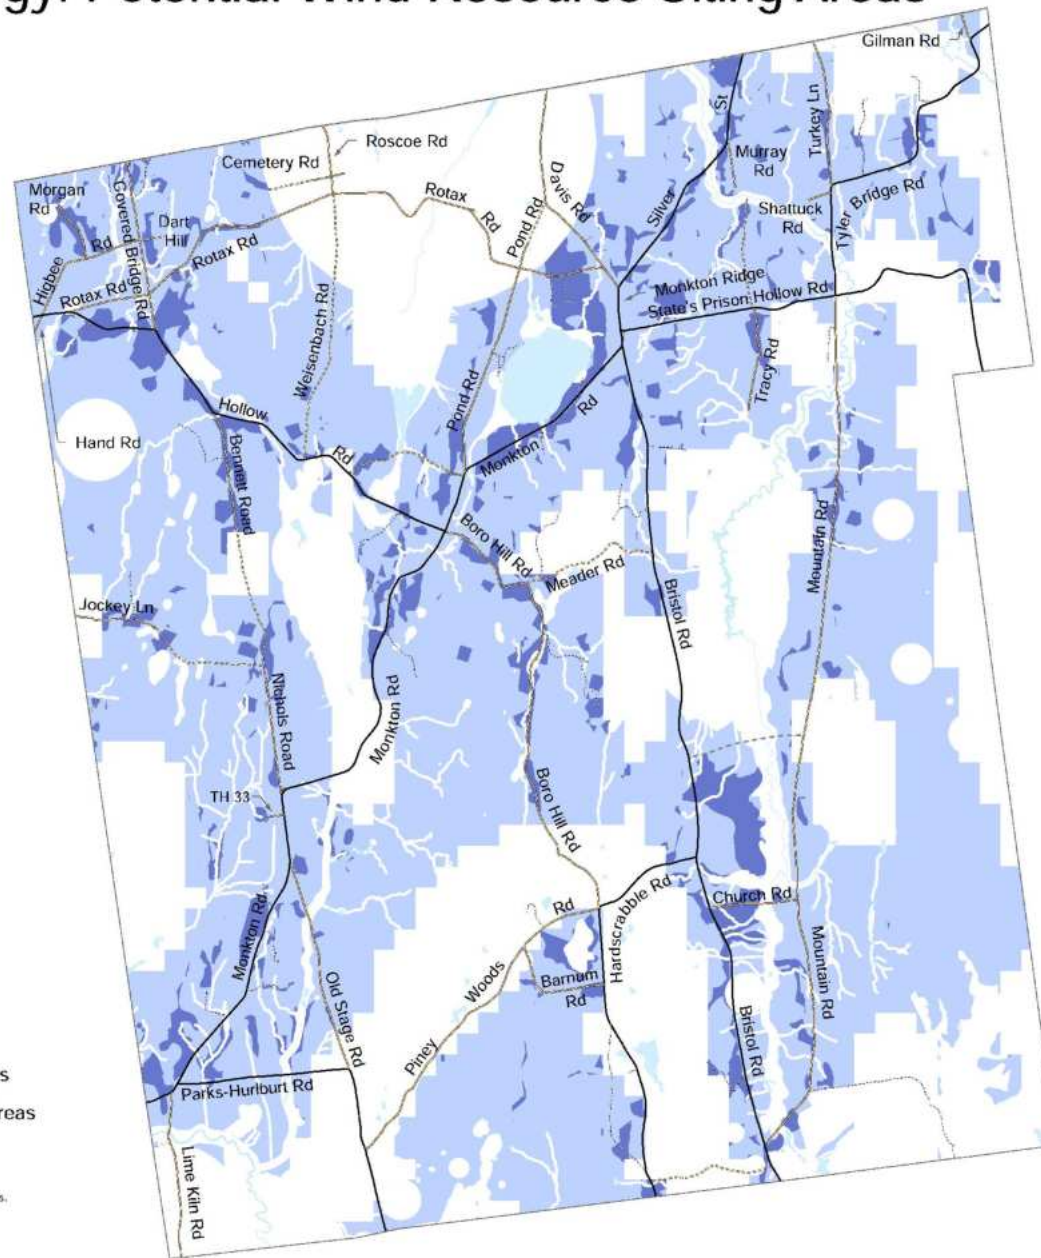 gy: Potential Wind Resource Siting Areas
Gilman Rd
Roscoe Rd
Cemetery Rd
Morgan
Rd
Covered Bridge Rd
Dart
Hill
Rd
Higbee
Rotax Rd
Rotax Rd
Rotax
Rd
Pond Rd
Davis Rd
Silver
St
Murray
Rd
Turkey Ln
Shattuck
Rd
Tyler
Bridge Rd
Monkton Ridge
State's Prison Hollow Rd
Weisenbach Rd
Tracy Rd
Hand Rd
Hollow
Rd
Pond Rd
Monkton
Rd
Bennett Road
Boro Hill Rd
Meader Rd
Mountain Rd
Bristol Rd
Jockey Ln
Nichols Road
Monkton Rd
TH 33
Boro Hill Rd
Church Rd
Hardscrabble Rd
Rd
Monkton Rd
Woods
Barnum
Rd
Mountain Rd
Old Stage Rd
Piney
Bristol Rd
s
reas
Parks-Hurlburt Rd
Lime Kiln Rd
s.